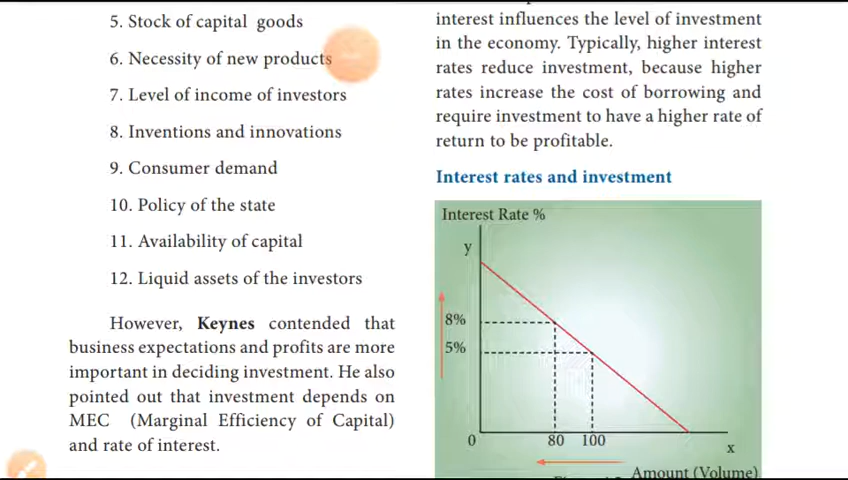 5. Stock of capital goods
6. Necessity of new products
7. Level of income of investors
8. Inventions and innovations
9. Consumer demand
10. Policy of the state
11. Availability of capital
12. Liquid assets of the investors
However, Keynes contended that
business expectations and profits are more
important in deciding investment. He also
pointed out that investment depends on
MEC (Marginal Efficiency of Capital)
and rate of interest.
interest influences the level of investment
in the economy. Typically, higher interest
rates reduce investment, because higher
rates increase the cost of borrowing and
require investment to have a higher rate of
return to be profitable.
Interest rates and investment
Interest Rate %
y
8%
5%
0 80 100
x
Amount (Volume)